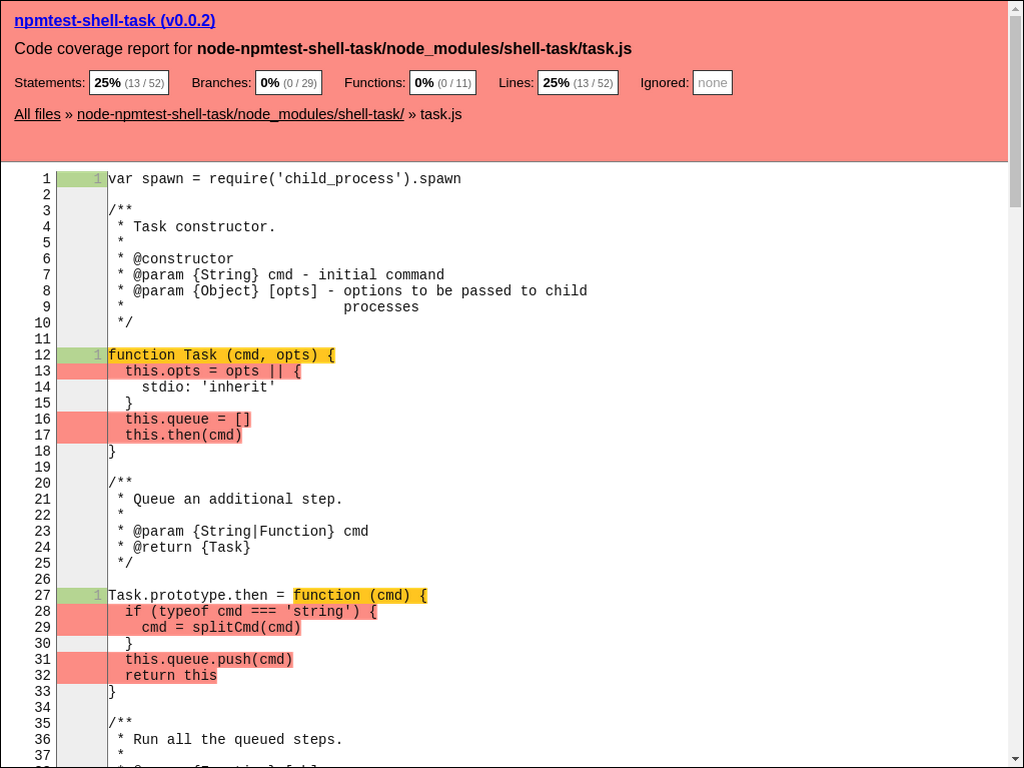 npmtest-shell-task (v0.0.2)
Code coverage report for node-npmtest-shell-task/node_modules/shell-task/task.js
Statements: 25% (13 / 52) Branches: 0% (0 / 29) Functions: 0% (0 / 11) Lines: 25% (13 / 52) Ignored: none
All files » node-npmtest-shell-task/node_modules/shell-task/ » task.js
1 1 var spawn = require('child_process').spawn
2
3 /**
4  * Task constructor.
5  *
6  * @constructor
7  * @param {String} cmd - initial command
8  * @param {Object} [opts] - options to be passed to child
9  *                          processes
10  */
11
12 1 function Task (cmd, opts) {
13   this.opts = opts || {
14     stdio: 'inherit'
15   }
16   this.queue = []
17   this.then(cmd)
18 }
19
20 /**
21  * Queue an additional step.
22  *
23  * @param {String|Function} cmd
24  * @return {Task}
25  */
26
27 1 Task.prototype.then = function (cmd) {
28   if (typeof cmd === 'string') {
29     cmd = splitCmd(cmd)
30   }
31   this.queue.push(cmd)
32   return this
33 }
34
35 /**
36  * Run all the queued steps.
37  *